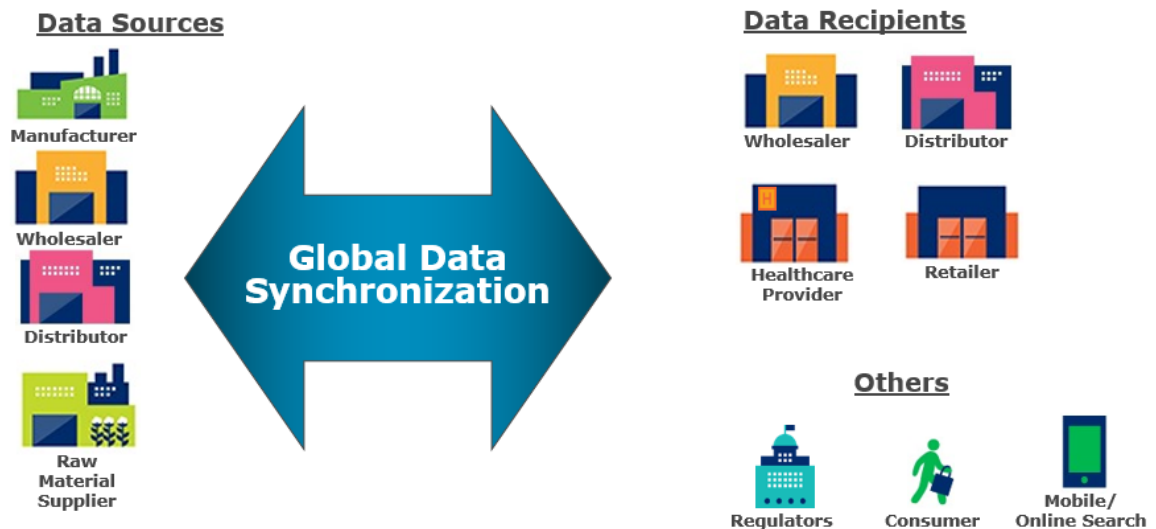 Data Sources
Manufacturer
Wholesaler
Distributor
Raw
Material
Supplier
Global Data
Synchronization
Data Recipients
Wholesaler
Distributor
H
Healthcare
Provider
Retailer
Others
Regulators
Consumer
Mobile/
Online Search